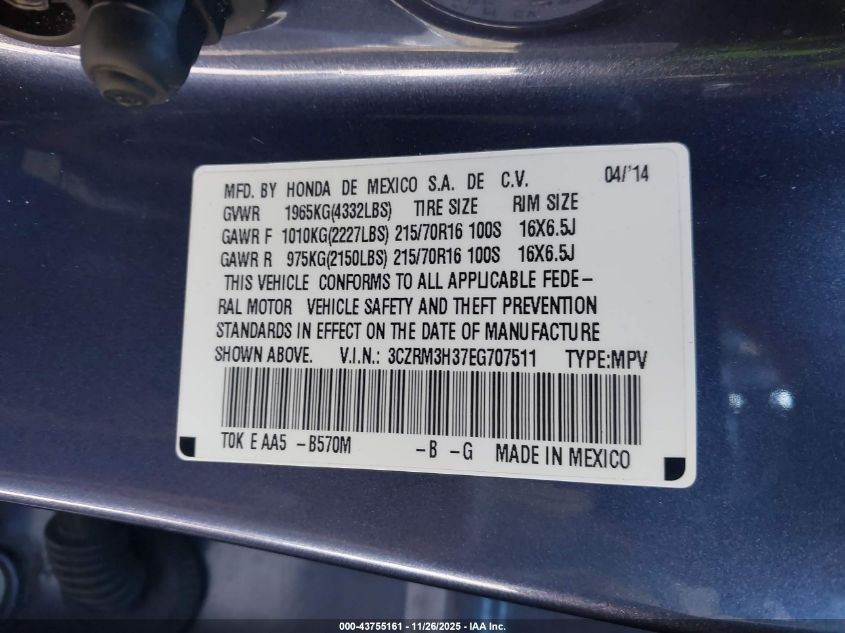 MFD. BY HONDA DE MEXICO S.A. DE C.V. 04/'14
GVWR 1965KG(4332LBS) TIRE SIZE RIM SIZE
GAWR F 1010KG(2227LBS) 215/70R16 100S 16X6.5J
GAWR R 975KG(2150LBS) 215/70R16 100S 16X6.5J
THIS VEHICLE CONFORMS TO ALL APPLICABLE FEDE-
RAL MOTOR VEHICLE SAFETY AND THEFT PREVENTION
STANDARDS IN EFFECT ON THE DATE OF MANUFACTURE
SHOWN ABOVE. V.I.N.: 3CZRM3H37EG707511 TYPE:MPV
T0K E AA5 -B570M -B -G MADE IN MEXICO
000-43755161 - 11/26/2025 - IAA Inc.